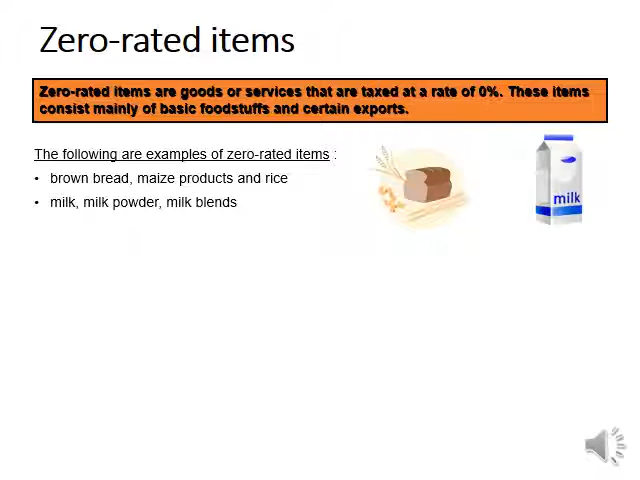 Zero-rated items
Zero-rated items are goods or services that are taxed at a rate of 0%. These items
consist mainly of basic foodstuffs and certain exports.
The following are examples of zero-rated items :
• brown bread, maize products and rice
• milk, milk powder, milk blends
milk